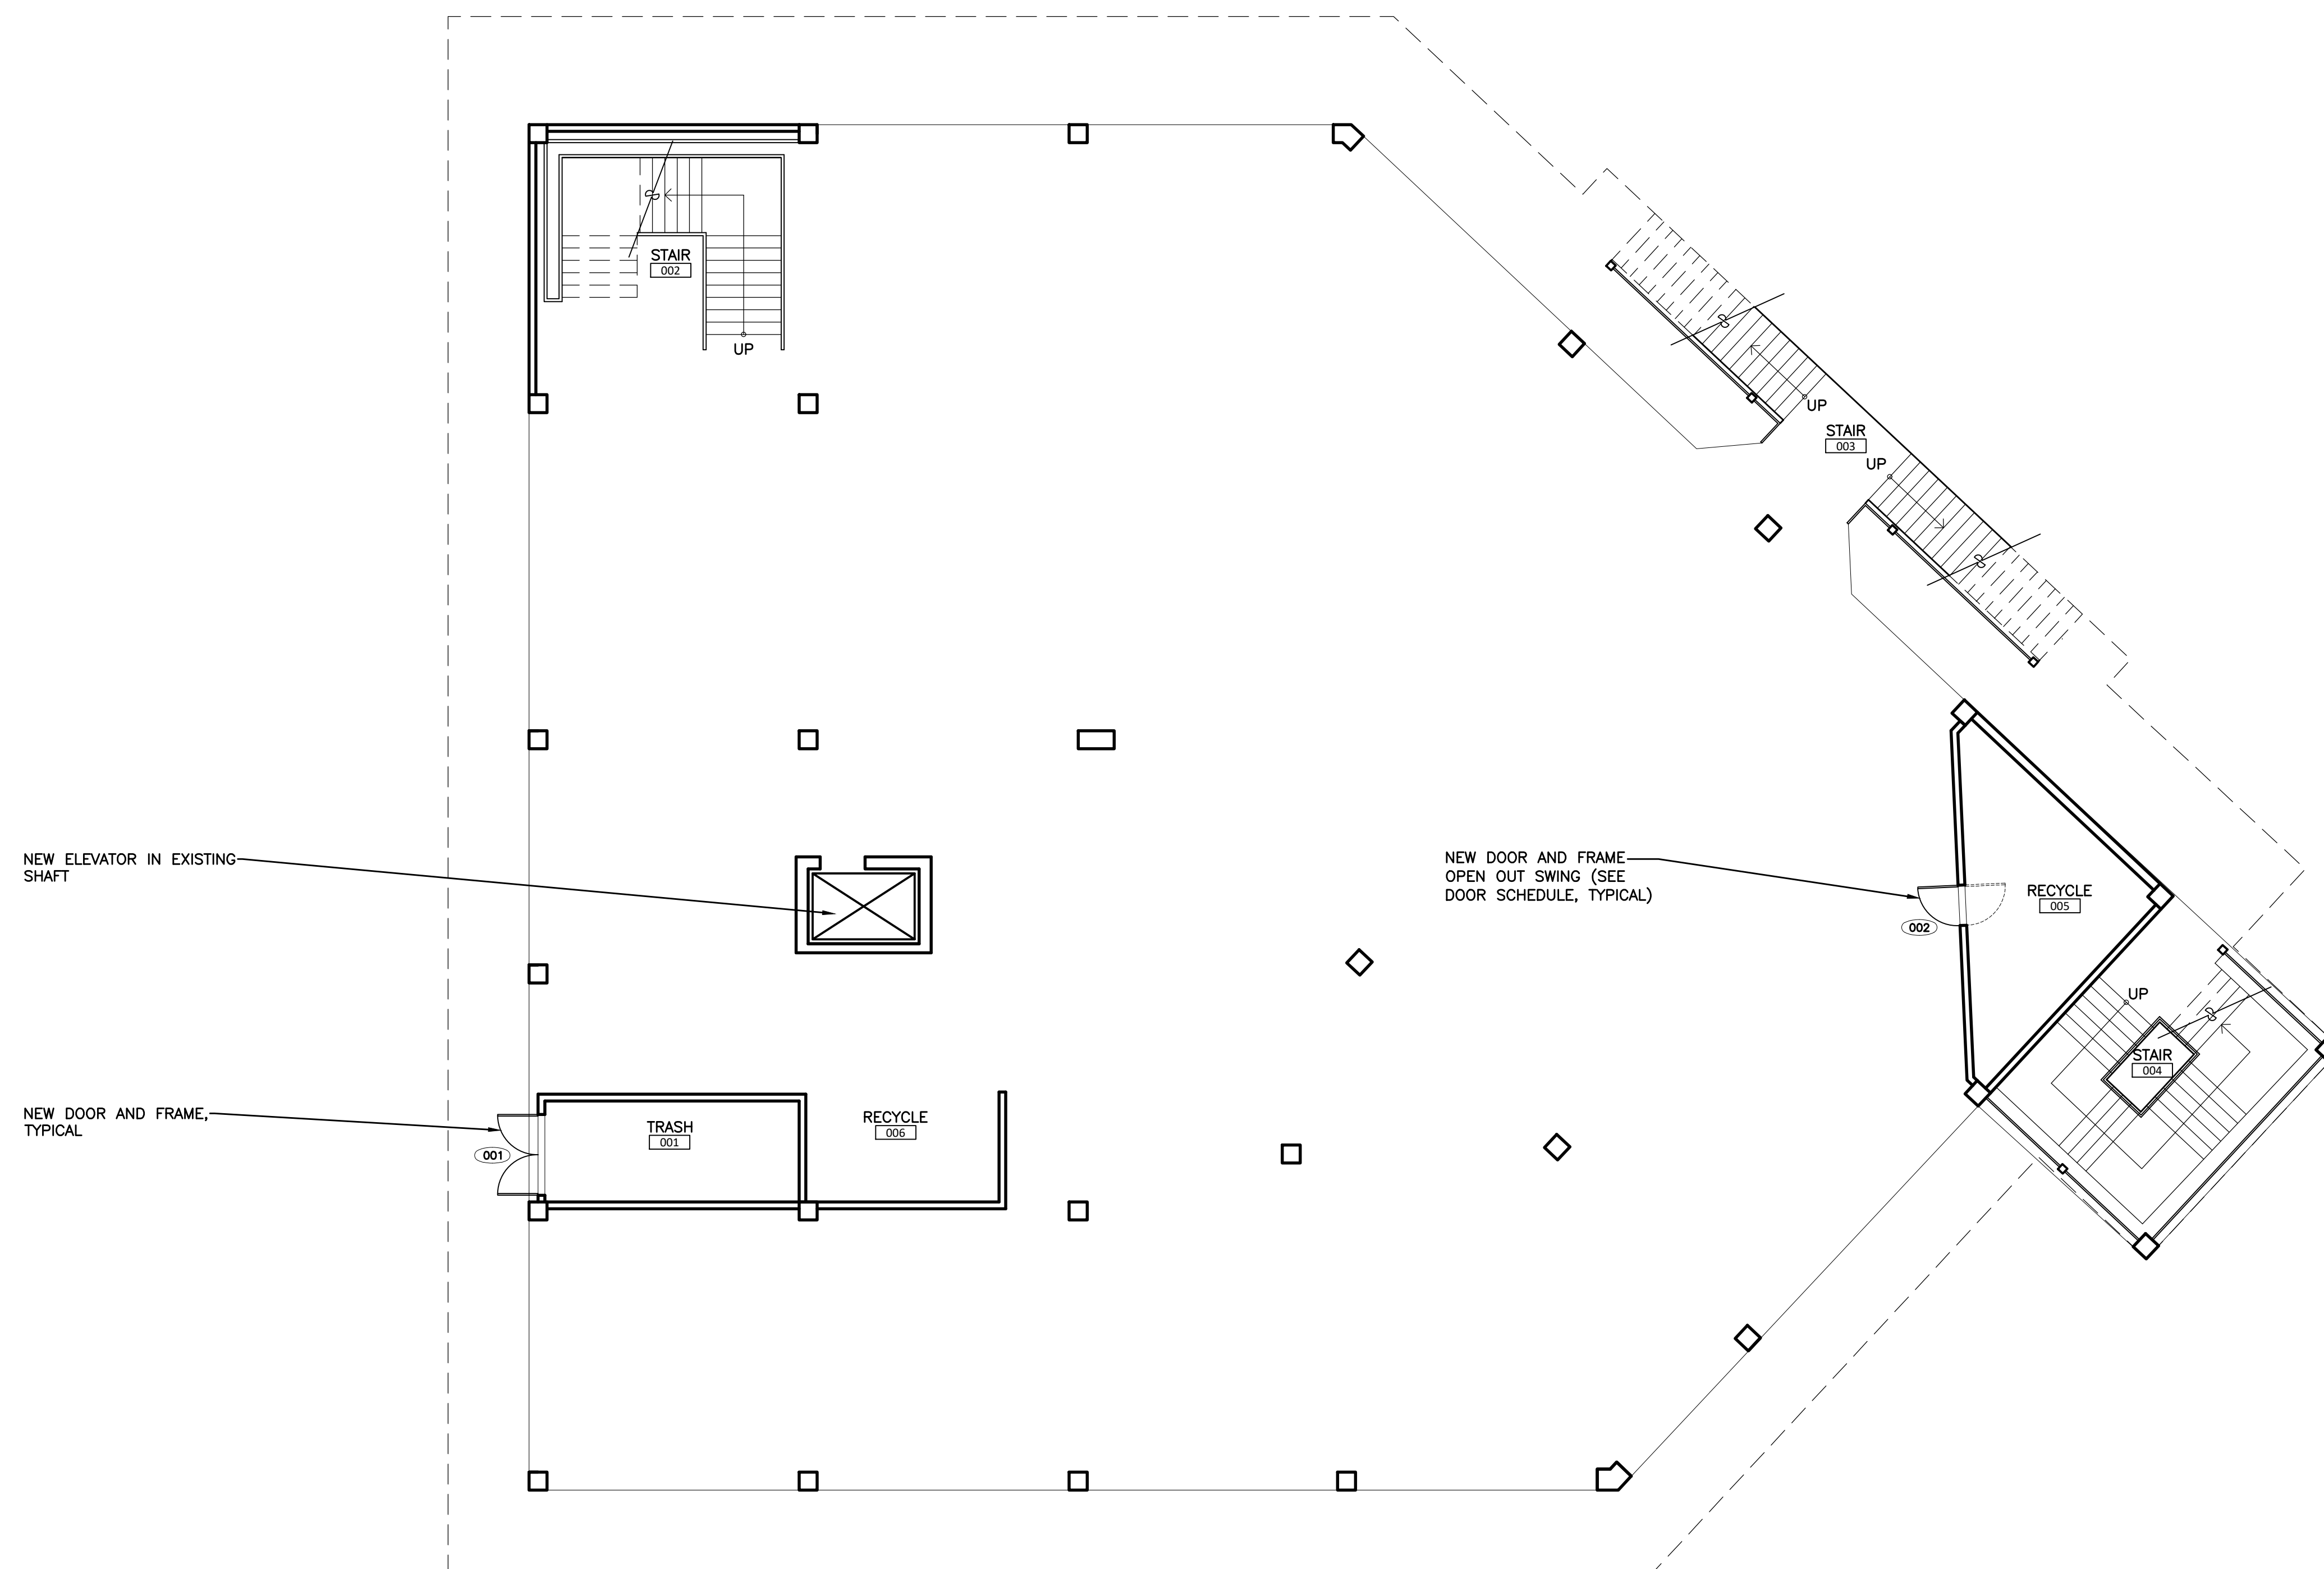 STAIR
002
UP
UP
STAIR
003
UP
NEW ELEVATOR IN EXISTING
SHAFT
NEW DOOR AND FRAME
OPEN OUT SWING (SEE
DOOR SCHEDULE, TYPICAL)
RECYCLE
005
002
UP
STAIR
004
NEW DOOR AND FRAME,
TYPICAL
TRASH
001
RECYCLE
006
001